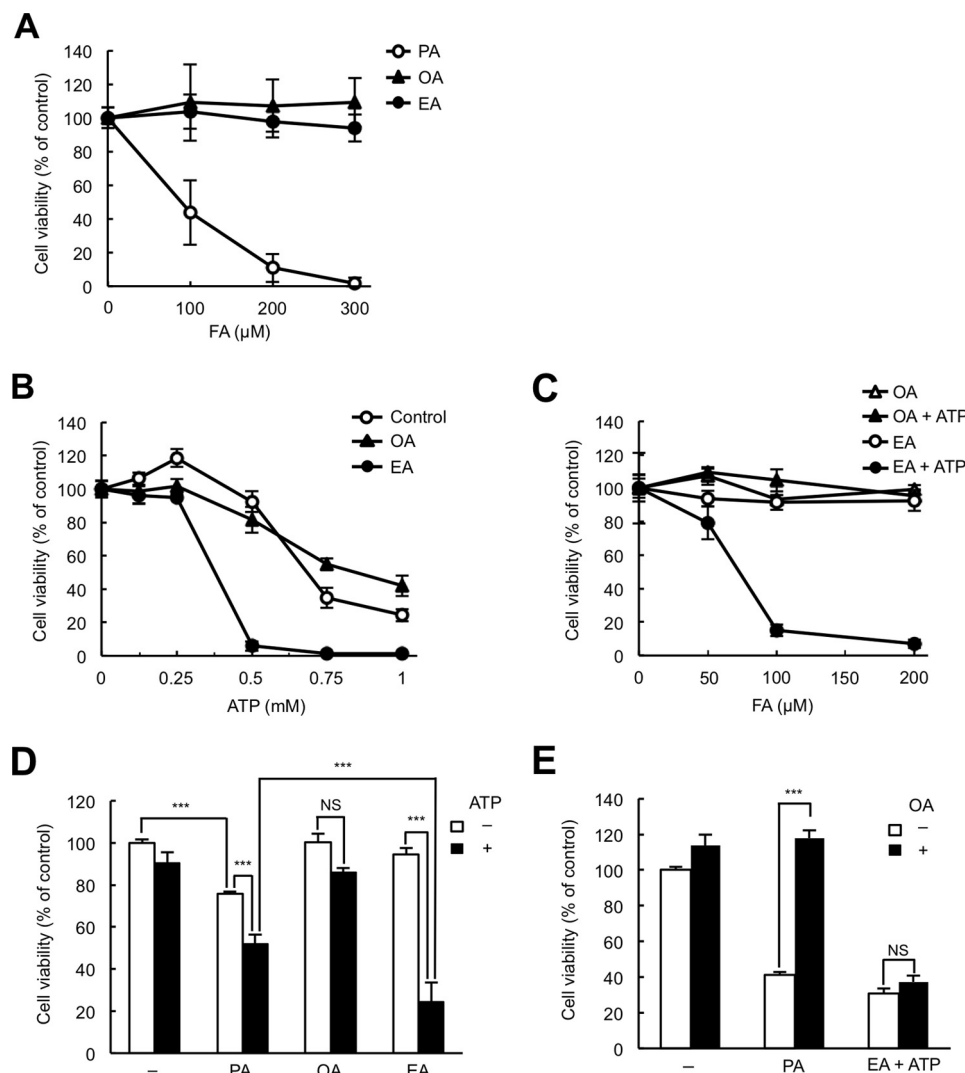 A
Cell viability (% of control)
140
120
100
80
60
40
20
0
0 100 200 300
FA (µM)
PA
OA
EA
B
Cell viability (% of control)
140
120
100
80
60
40
20
0
0 0.25 0.5 0.75 1
ATP (mM)
Control
OA
EA
C
Cell viability (% of control)
140
120
100
80
60
40
20
0
0 50 100 150 200
FA (µM)
OA
OA + ATP
EA
EA + ATP
D
Cell viability (% of control)
120
100
80
60
40
20
0
– PA OA EA
***
***
***
NS
***
ATP
–
+
E
Cell viability (% of control)
140
120
100
80
60
40
20
0
– PA EA + ATP
***
NS
OA
–
+